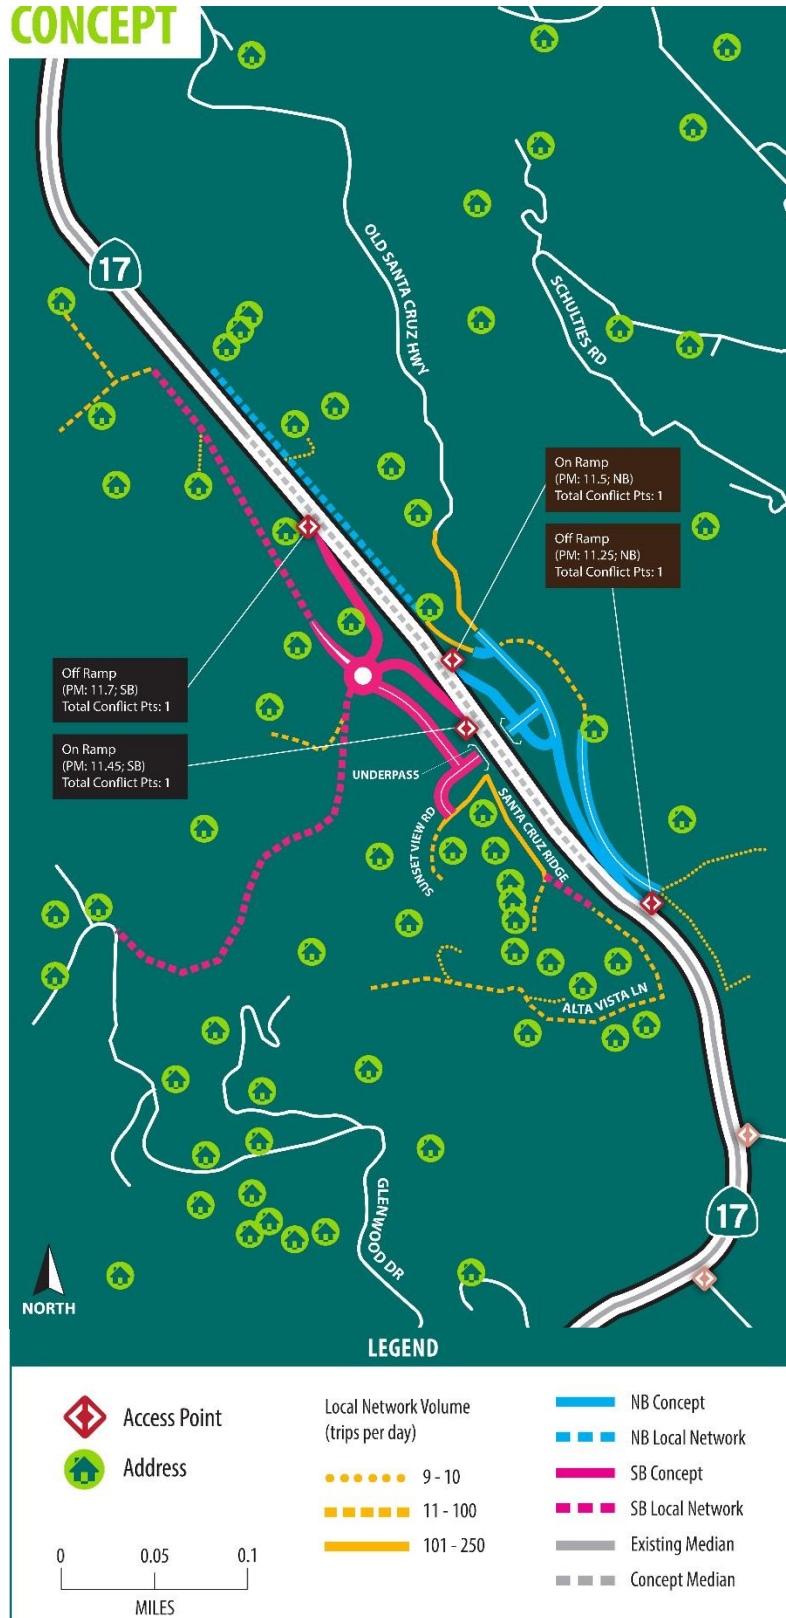 CONCEPT
17
OLD SANTA CRUZ HWY
SCHULTIES RD
On Ramp
(PM: 11.5; NB)
Total Conflict Pts: 1
Off Ramp
(PM: 11.25; NB)
Total Conflict Pts: 1
Off Ramp
(PM: 11.7; SB)
Total Conflict Pts: 1
On Ramp
(PM: 11.45; SB)
Total Conflict Pts: 1
UNDERPASS
SUNSET VIEW RD
SANTA CRUZ RIDGE
ALTA VISTA LN
GLENWOOD DR
17
NORTH
LEGEND
Access Point
Address
0 0.05 0.1
MILES
Local Network Volume
(trips per day)
9 - 10
11 - 100
101 - 250
NB Concept
NB Local Network
SB Concept
SB Local Network
Existing Median
Concept Median